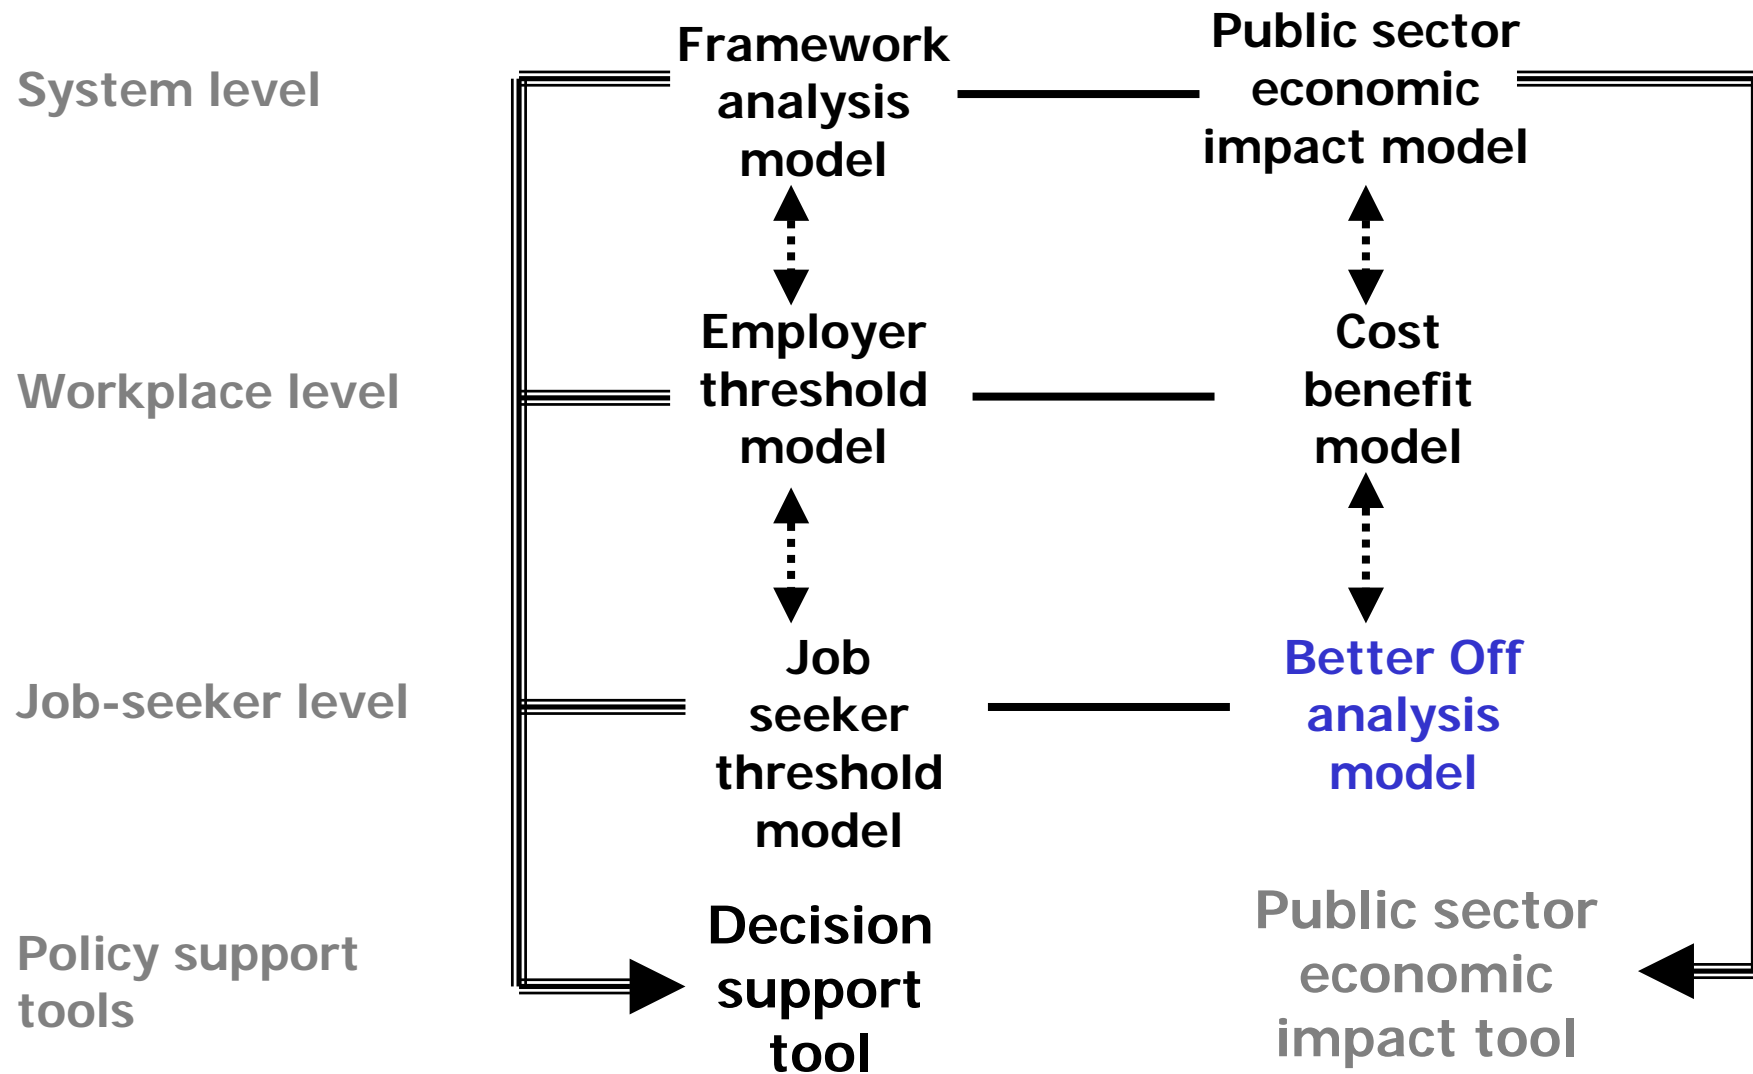 System level
Framework
analysis
model
Public sector
economic
impact model
Workplace level
Employer
threshold
model
Cost
benefit
model
Job-seeker level
Job
seeker
threshold
model
Better Off
analysis
model
Policy support
tools
Decision
support
tool
Public sector
economic
impact tool